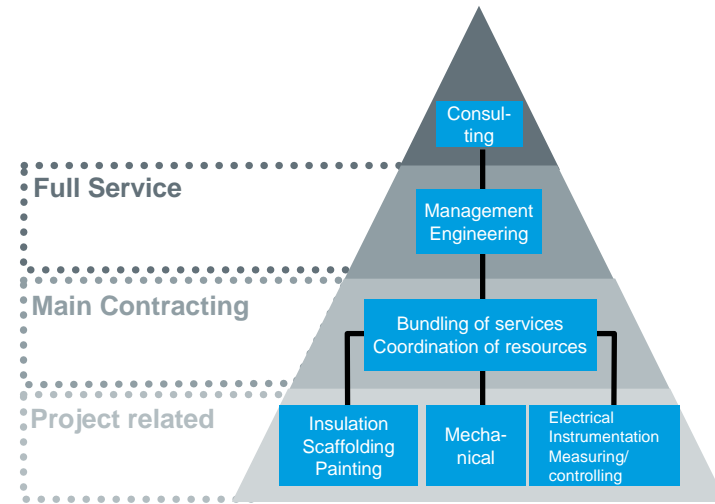 Consul-
ting
Full Service
Management
Engineering
Main Contracting
Bundling of services
Coordination of resources
Project related
Insulation
Scaffolding
Painting
Mecha-
nical
Electrical
Instrumentation
Measuring/
controlling